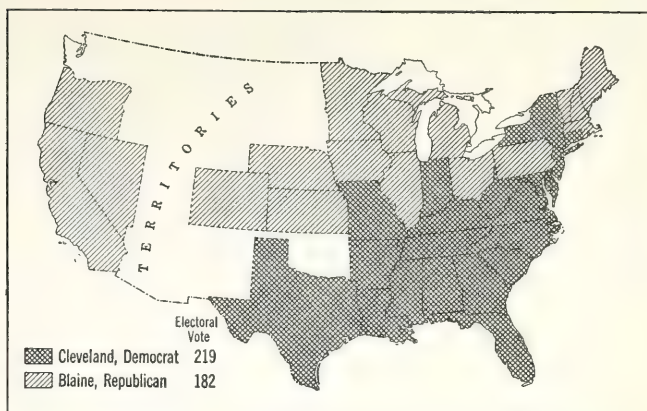 TERRITORIES
Electoral
Vote
Cleveland, Democrat 219
Blaine, Republican 182